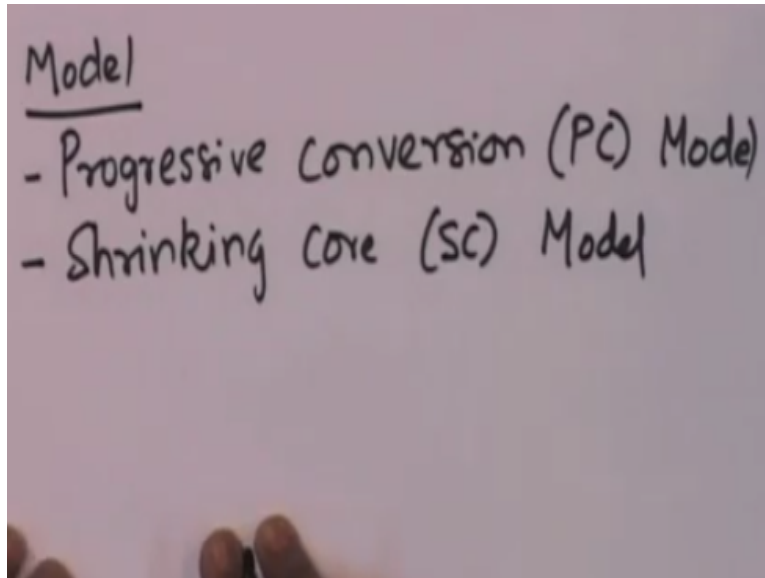 Model
- Progressive conversion (PC) Model
- Shrinking core (SC) Model